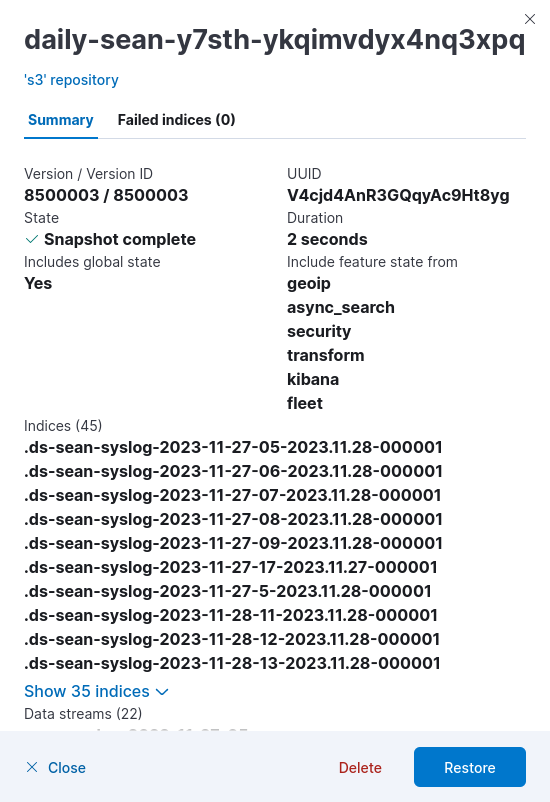 daily-sean-y7sth-ykqimvdyx4nq3xpq
's3' repository
Summary
Failed indices (0)
Version / Version ID
8500003 / 8500003
UUID
V4cjd4AnR3GQqyAc9Ht8yg
State
Snapshot complete
Duration
2 seconds
Includes global state
Yes
Include feature state from
geoip
async_search
security
transform
kibana
fleet
Indices (45)
.ds-sean-syslog-2023-11-27-05-2023.11.28-000001
.ds-sean-syslog-2023-11-27-06-2023.11.28-000001
.ds-sean-syslog-2023-11-27-07-2023.11.28-000001
.ds-sean-syslog-2023-11-27-08-2023.11.28-000001
.ds-sean-syslog-2023-11-27-09-2023.11.28-000001
.ds-sean-syslog-2023-11-27-17-2023.11.27-000001
.ds-sean-syslog-2023-11-27-5-2023.11.28-000001
.ds-sean-syslog-2023-11-28-11-2023.11.28-000001
.ds-sean-syslog-2023-11-28-12-2023.11.28-000001
.ds-sean-syslog-2023-11-28-13-2023.11.28-000001
Show 35 indices
Data streams (22)
Close
Delete
Restore